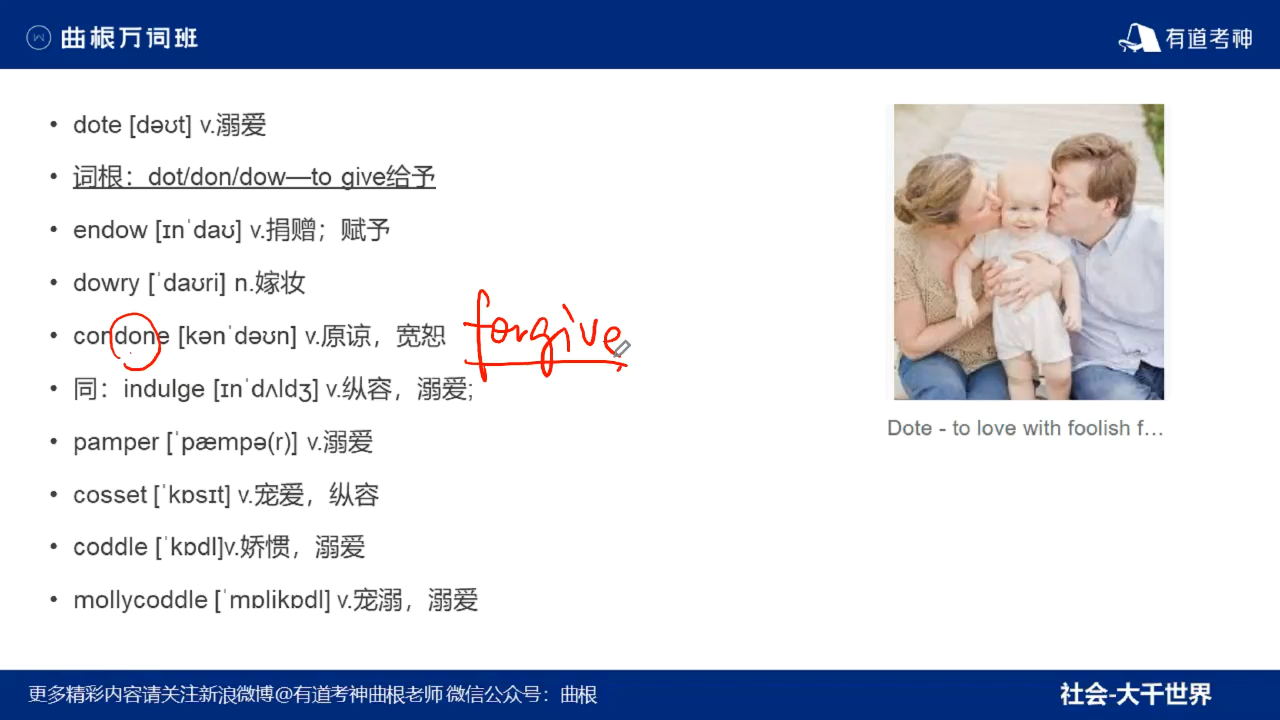 曲根万词班
有道考神
• dote [dəʊt] v.溺爱
• 词根：dot/don/dow—to give给予
• endow [ɪnˈdaʊ] v.捐赠；赋予
• dowry [ˈdaʊri] n.嫁妆
• condone [kənˈdəʊn] v.原谅，宽恕 forgive
• 同：indulge [ɪnˈdʌldʒ] v.纵容，溺爱;
• pamper [ˈpæmpə(r)] v.溺爱
• cosset [ˈkɒsɪt] v.宠爱，纵容
• coddle [ˈkɒdl]v.娇惯，溺爱
• mollycoddle [ˈmɒlikɒdl] v.宠溺，溺爱
Dote - to love with foolish f…
更多精彩内容请关注新浪微博@有道考神曲根老师 微信公众号：曲根
社会-大千世界